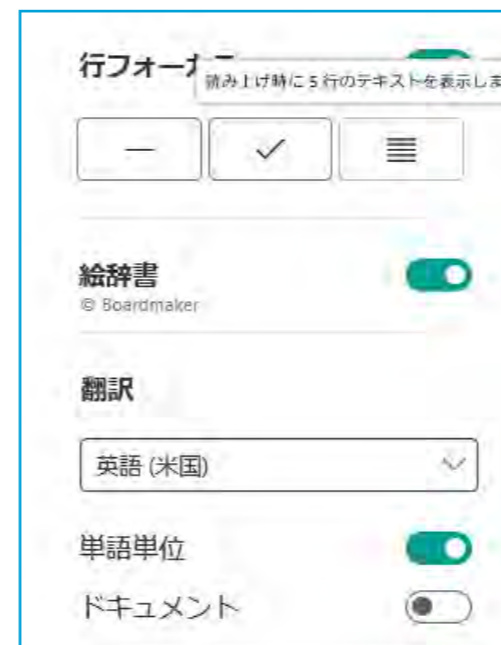 行フォーカ
読み上げ時に 5 行のテキストを表示しま
絵辞書
© Boardmaker
翻訳
英語 (米国)
単語単位
ドキュメント